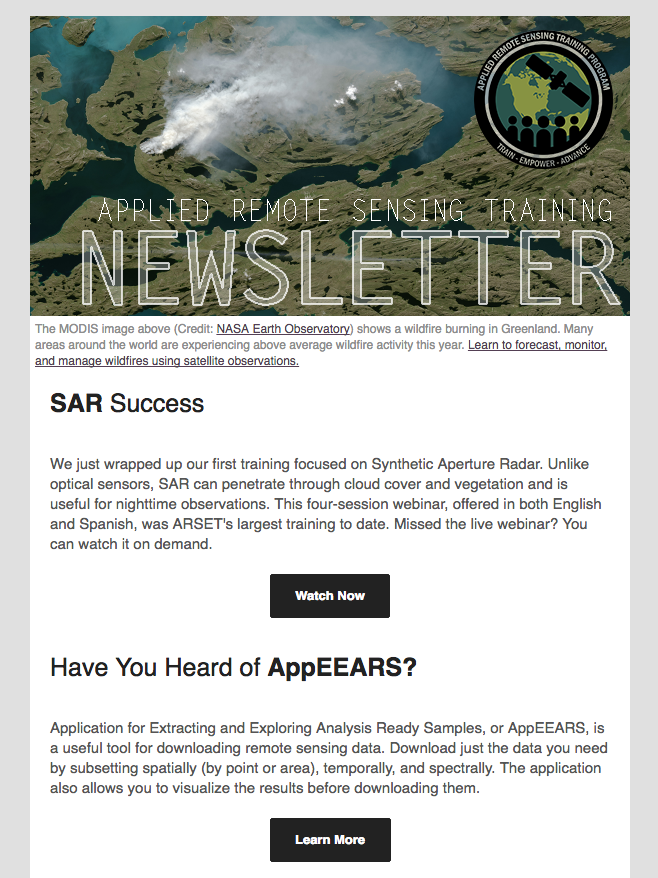 APPLIED REMOTE SENSING TRAINING PROGRAM
TRAIN - EMPOWER - ADVANCE
APPLIED REMOTE SENSING TRAINING
NEWSLETTER
The MODIS image above (Credit: NASA Earth Observatory) shows a wildfire burning in Greenland. Many
areas around the world are experiencing above average wildfire activity this year. Learn to forecast, monitor,
and manage wildfires using satellite observations.
SAR Success
We just wrapped up our first training focused on Synthetic Aperture Radar. Unlike
optical sensors, SAR can penetrate through cloud cover and vegetation and is
useful for nighttime observations. This four-session webinar, offered in both English
and Spanish, was ARSET's largest training to date. Missed the live webinar? You
can watch it on demand.
Watch Now
Have You Heard of AppEEARS?
Application for Extracting and Exploring Analysis Ready Samples, or AppEEARS, is
a useful tool for downloading remote sensing data. Download just the data you need
by subsetting spatially (by point or area), temporally, and spectrally. The application
also allows you to visualize the results before downloading them.
Learn More